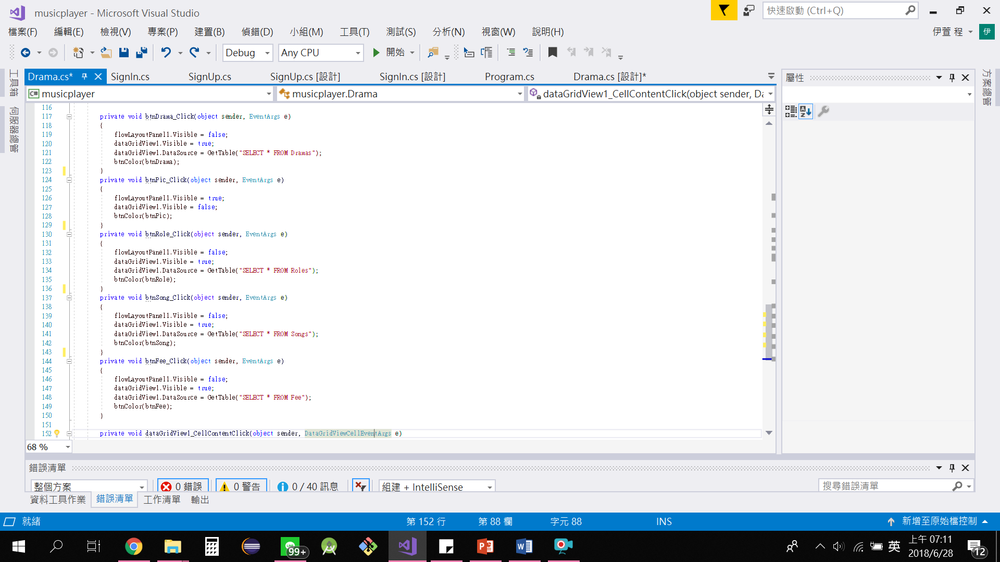 musicplayer - Microsoft Visual Studio
快速啟動 (Ctrl+Q)
檔案(F) 編輯(E) 檢視(V) 專案(P) 建置(B) 偵錯(D) 小組(M) 工具(T) 測試(S) 分析(N) 視窗(W) 說明(H)
伊萱 程
伊
Debug
Any CPU
開始
工具箱
伺服器總管
Drama.cs*
SignIn.cs
SignUp.cs
SignUp.cs [設計]
SignIn.cs [設計]
Program.cs
Drama.cs [設計]*
屬性
方案總管
C# musicplayer
musicplayer.Drama
dataGridView1_CellContentClick(object sender, Da
116
117 private void btnDrama_Click(object sender, EventArgs e)
118 {
119 flowLayoutPanel1.Visible = false;
120 dataGridView1.Visible = true;
121 dataGridView1.DataSource = GetTable("SELECT * FROM Dramas");
122 btnColor(btnDrama);
123 }
124 private void btnPic_Click(object sender, EventArgs e)
125 {
126 flowLayoutPanel1.Visible = true;
127 dataGridView1.Visible = false;
128 btnColor(btnPic);
129 }
130 private void btnRole_Click(object sender, EventArgs e)
131 {
132 flowLayoutPanel1.Visible = false;
133 dataGridView1.Visible = true;
134 dataGridView1.DataSource = GetTable("SELECT * FROM Roles");
135 btnColor(btnRole);
136 }
137 private void btnSong_Click(object sender, EventArgs e)
138 {
139 flowLayoutPanel1.Visible = false;
140 dataGridView1.Visible = true;
141 dataGridView1.DataSource = GetTable("SELECT * FROM Songs");
142 btnColor(btnSong);
143 }
144 private void btnFee_Click(object sender, EventArgs e)
145 {
146 flowLayoutPanel1.Visible = false;
147 dataGridView1.Visible = true;
148 dataGridView1.DataSource = GetTable("SELECT * FROM Fee");
149 btnColor(btnFee);
150 }
151
152 private void dataGridView1_CellContentClick(object sender, DataGridViewCellEventArgs e)
68 %
錯誤清單
整個方案
0 錯誤
0 警告
0 / 40 訊息
組建 + IntelliSense
搜尋錯誤清單
資料工具作業 錯誤清單 工作清單 輸出
就緒
第 152 行
第 88 欄
字元 88
INS
新增至原始檔控制
LINE
99+
英
上午 07:11
2018/6/28
12